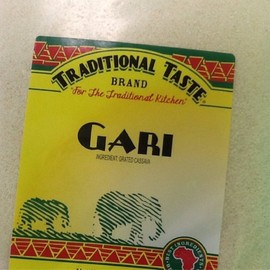 TRADITIONAL TASTE
BRAND
"For The Traditional Kitchen"
GARI
INGREDIENT: GRATED CASSAVA